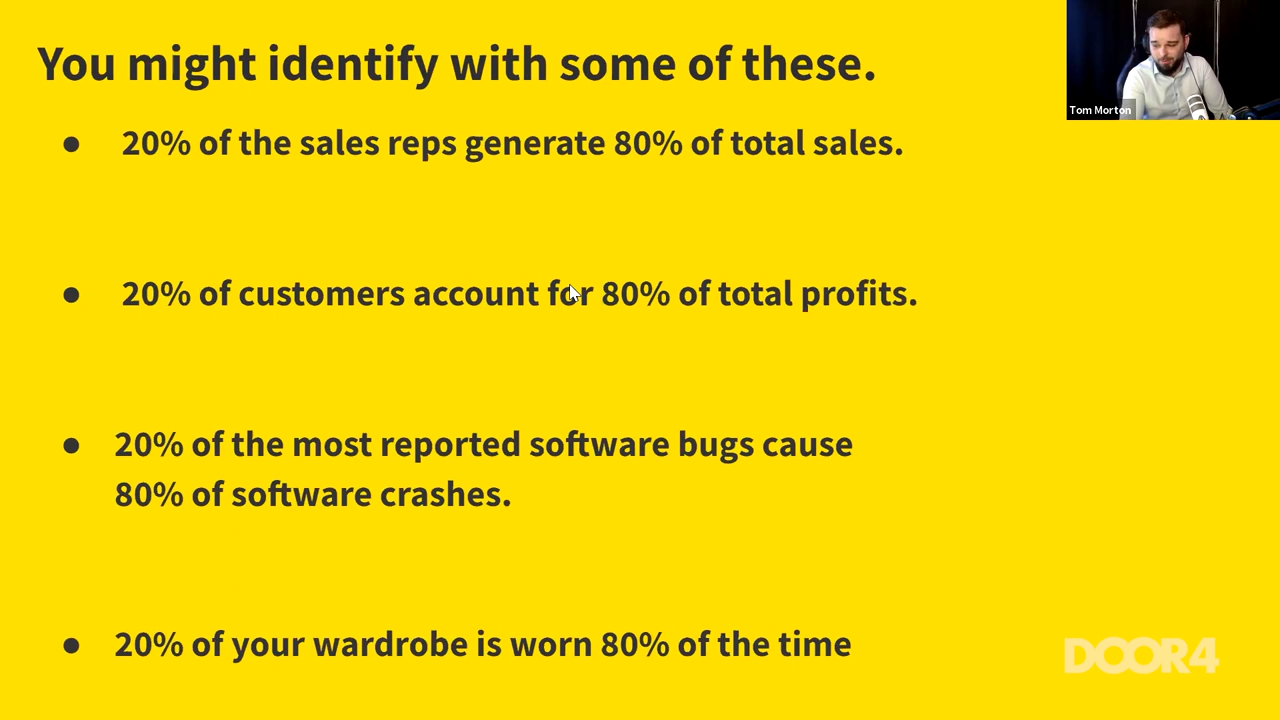 You might identify with some of these.
Tom Morton
● 20% of the sales reps generate 80% of total sales.
● 20% of customers account for 80% of total profits.
● 20% of the most reported software bugs cause
80% of software crashes.
● 20% of your wardrobe is worn 80% of the time
DOOR4